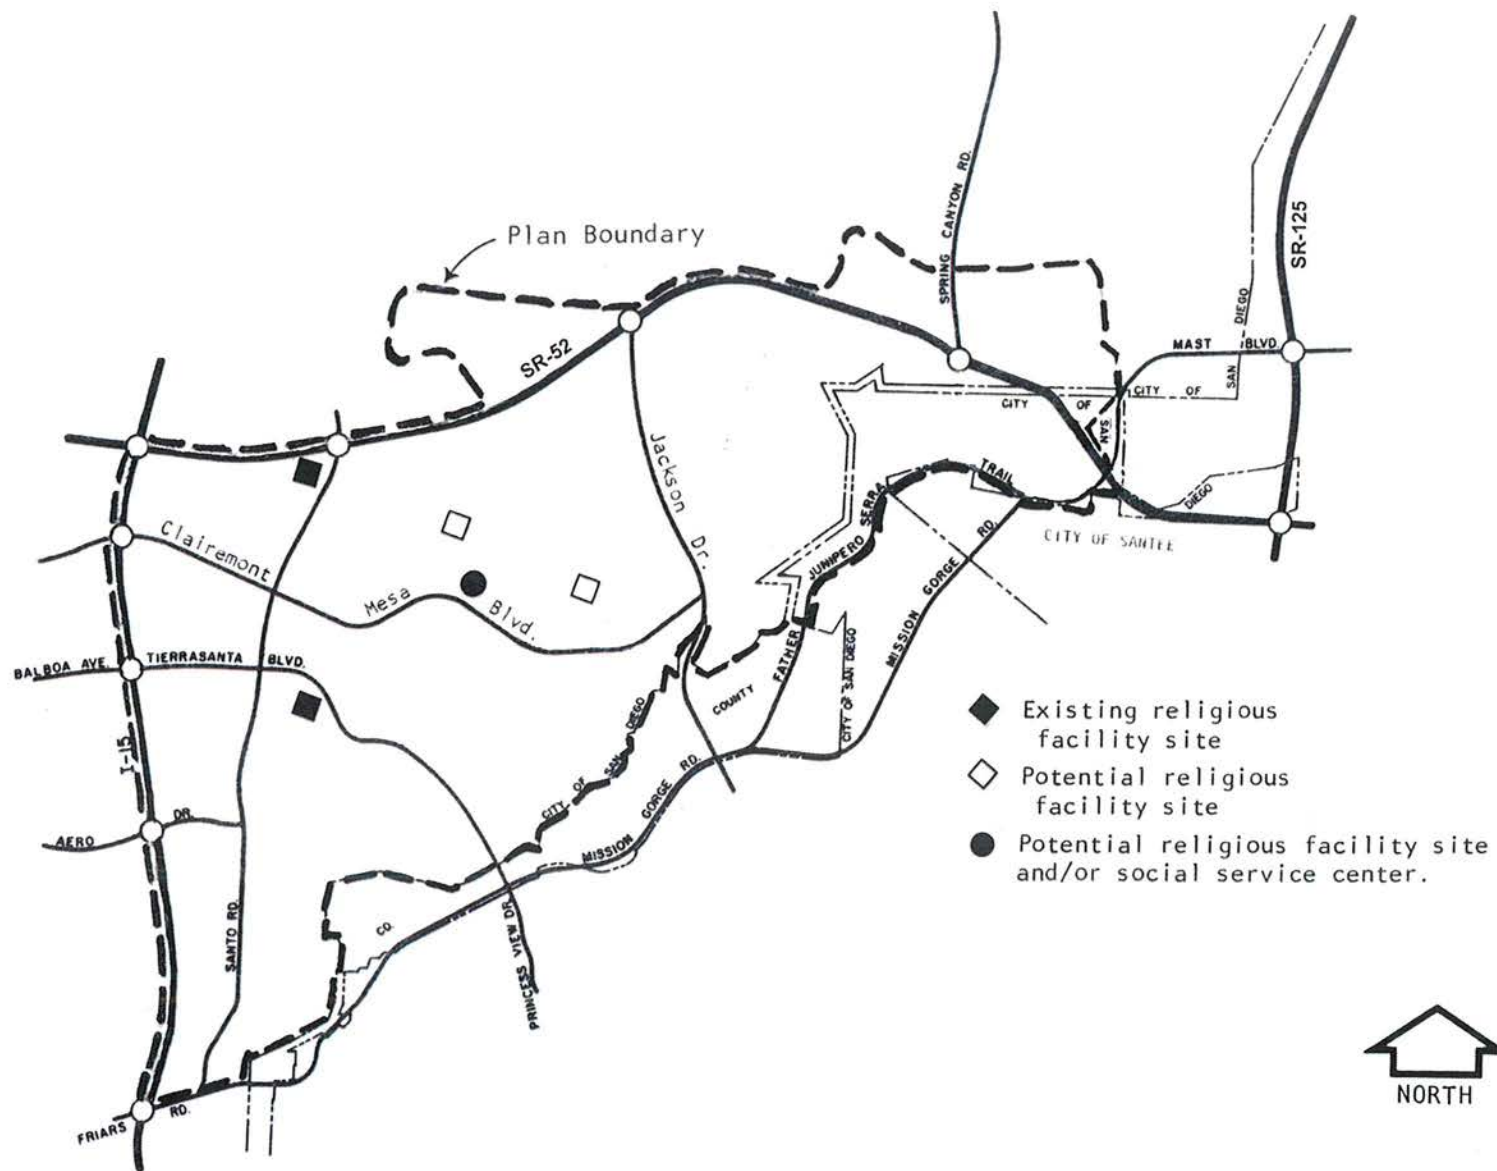 SPRING CANYON RD.
SR-125
Plan Boundary
SR-52
MAST BLVD.
SAN DIEGO
CITY OF
CITY OF
SAN
DIEGO
Jackson Dr.
FATHER JUNIPERO SERRA TRAIL
MISSION GORGE RD.
CITY OF SANTEE
Clairemont Mesa Blvd.
BALBOA AVE.
TIERRASANTA BLVD.
COUNTY
CITY OF SAN DIEGO
CITY OF SAN DIEGO
I-15
AERO DR.
MISSION GORGE RD.
SANTO RD.
CO.
PRINCESS VIEW DR.
FRIARS RD.
Existing religious
facility site
Potential religious
facility site
Potential religious facility site
and/or social service center.
NORTH